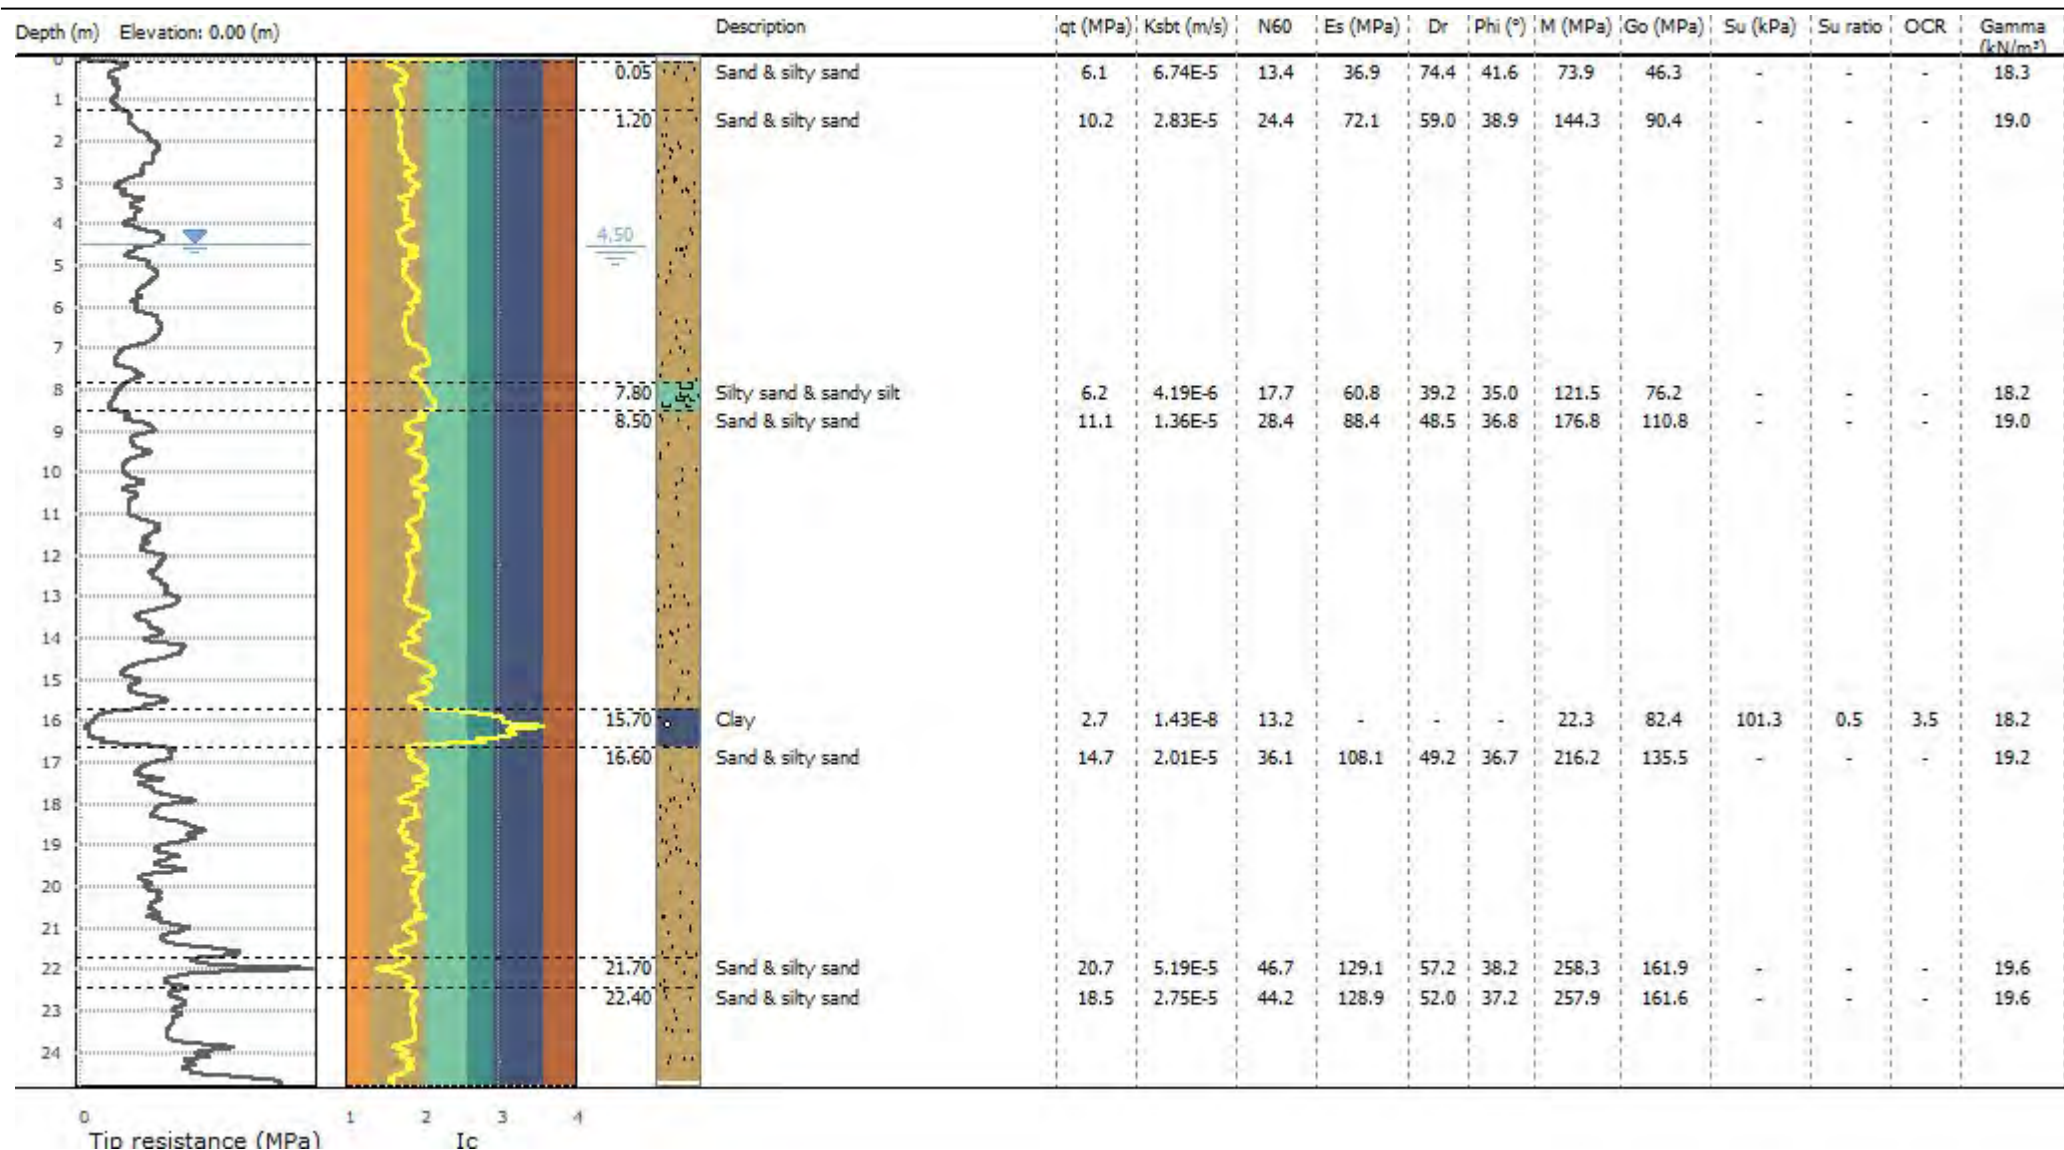 Depth (m) Elevation: 0.00 (m) Description qt (MPa) Ksbt (m/s) N60 Es (MPa) Dr Phi (°) M (MPa) Go (MPa) Su (kPa) Su ratio OCR Gamma
(kN/m³)
0
0.05 Sand & silty sand 6.1 6.74E-5 13.4 36.9 74.4 41.6 73.9 46.3 - - - 18.3
1
1.20 Sand & silty sand 10.2 2.83E-5 24.4 72.1 59.0 38.9 144.3 90.4 - - - 19.0
2
3
4
4.50
5
6
7
8 7.80 Silty sand & sandy silt 6.2 4.19E-6 17.7 60.8 39.2 35.0 121.5 76.2 - - - 18.2
8.50 Sand & silty sand 11.1 1.36E-5 28.4 88.4 48.5 36.8 176.8 110.8 - - - 19.0
9
10
11
12
13
14
15
16 15.70 Clay 2.7 1.43E-8 13.2 - - - 22.3 82.4 101.3 0.5 3.5 18.2
17 16.60 Sand & silty sand 14.7 2.01E-5 36.1 108.1 49.2 36.7 216.2 135.5 - - - 19.2
18
19
20
21
22 21.70 Sand & silty sand 20.7 5.19E-5 46.7 129.1 57.2 38.2 258.3 161.9 - - - 19.6
22.40 Sand & silty sand 18.5 2.75E-5 44.2 128.9 52.0 37.2 257.9 161.6 - - - 19.6
23
24
0 1 2 3 4
Tip resistance (MPa) Ic